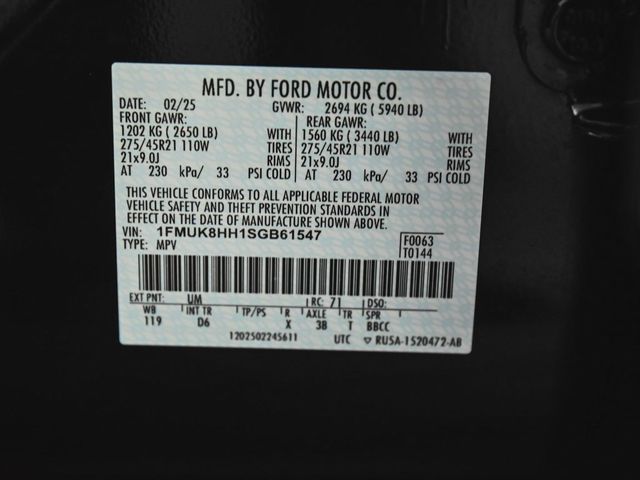 MFD. BY FORD MOTOR CO.
DATE: 02/25 GVWR: 2694 KG ( 5940 LB)
FRONT GAWR: REAR GAWR:
1202 KG ( 2650 LB) WITH 1560 KG ( 3440 LB) WITH
275/45R21 110W TIRES 275/45R21 110W TIRES
21x9.0J RIMS 21x9.0J RIMS
AT 230 kPa/ 33 PSI COLD AT 230 kPa/ 33 PSI COLD
THIS VEHICLE CONFORMS TO ALL APPLICABLE FEDERAL MOTOR
VEHICLE SAFETY AND THEFT PREVENTION STANDARDS IN
EFFECT ON THE DATE OF MANUFACTURE SHOWN ABOVE.
VIN: 1FMUK8HH1SGB61547 F0063
TYPE: MPV T0144
EXT PNT: UM RC: 71 DSO:
WB INT TR TP/PS R AXLE TR SPR
119 D6 X 3B T BBCC
1202502245611 UTC ▽ RUSA-1520472-AB